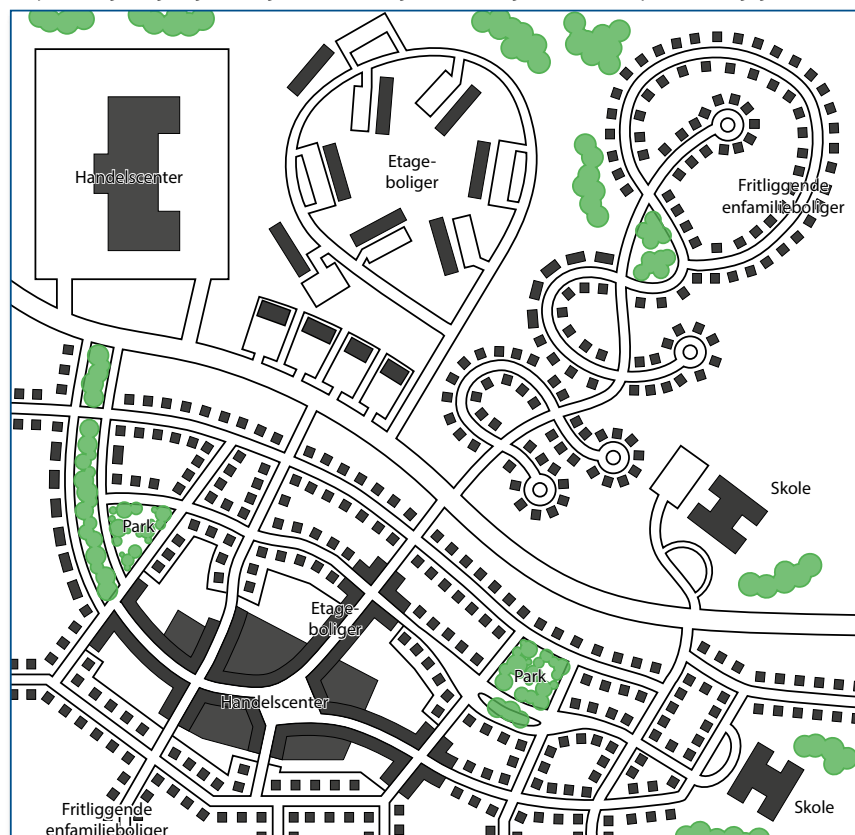 Handelscenter
Etage-
boliger
Fritliggende
enfamilieboliger
Skole
Park
Etage-
boliger
Park
Handelscenter
Skole
Fritliggende
enfamilieboliger